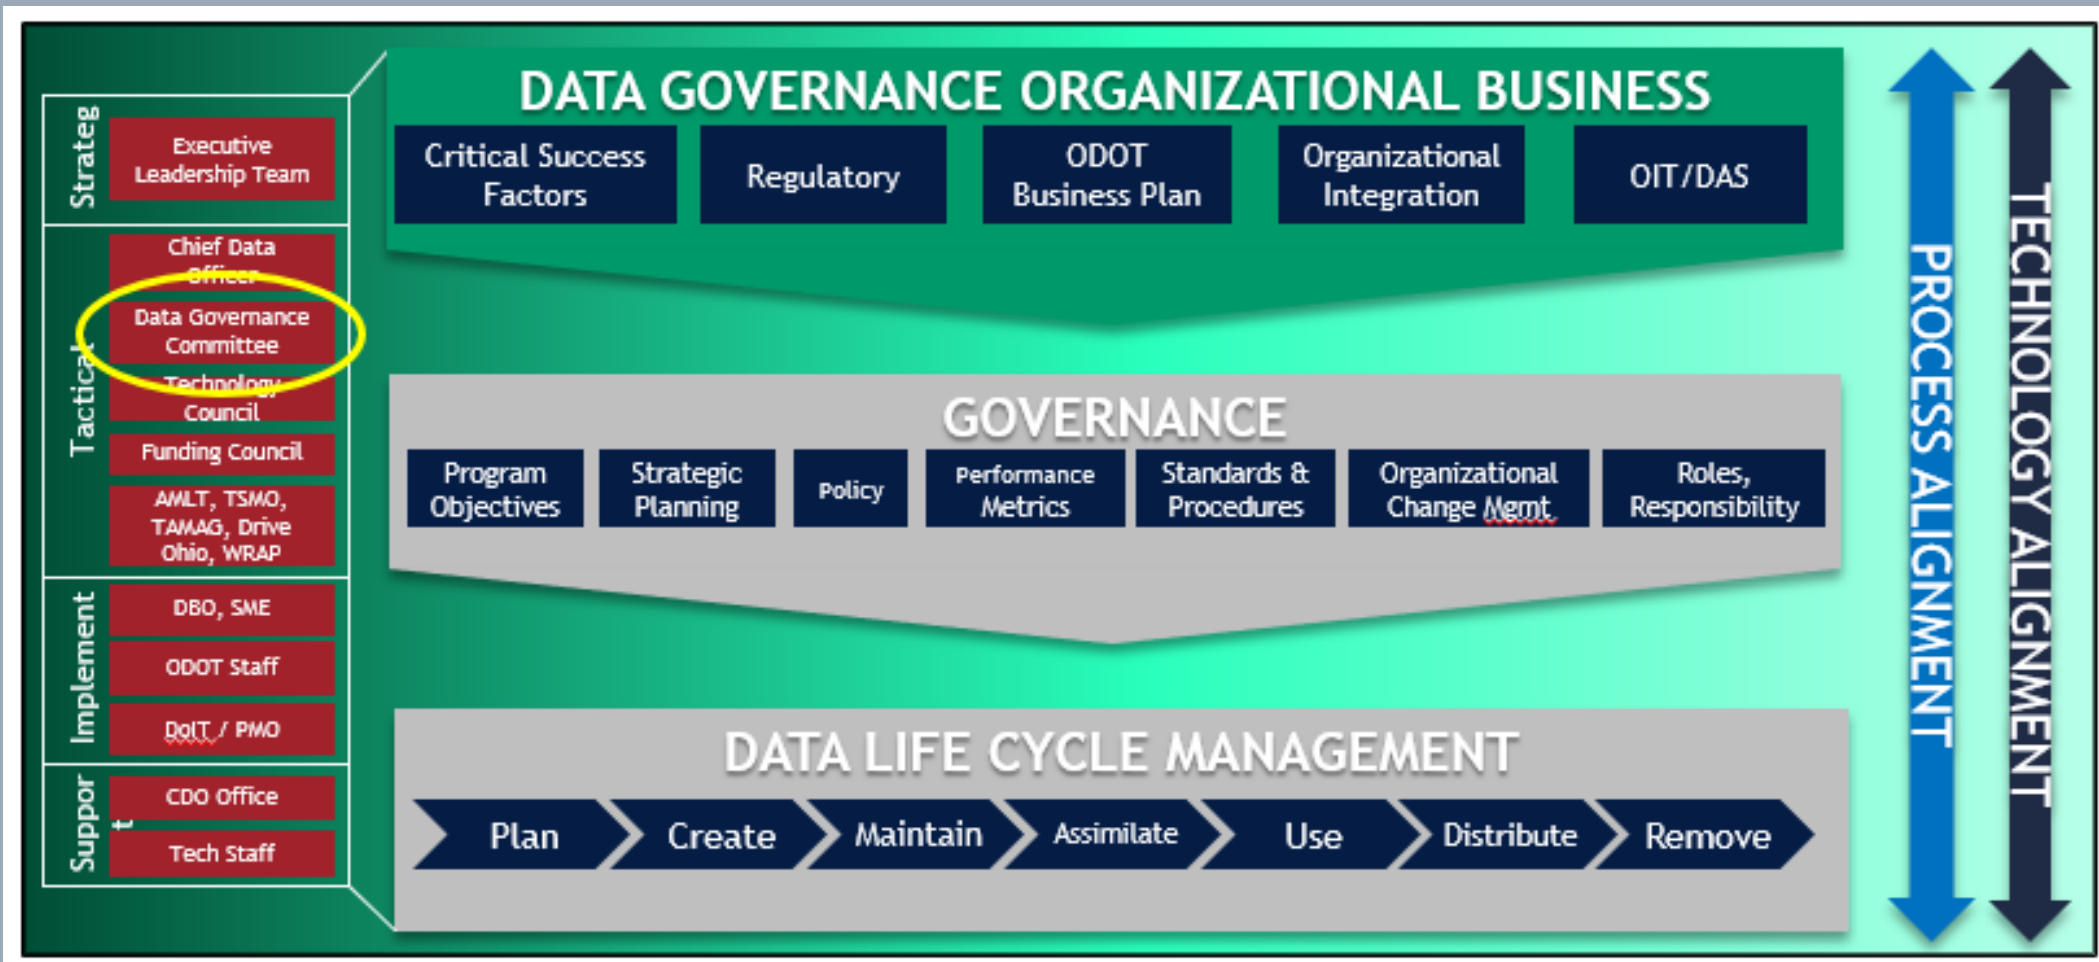 Strateg
Executive
Leadership Team
Tactical
Chief Data
Officer
Data Governance
Committee
Technology
Council
Funding Council
AMLT, TSMO,
TAMAG, Drive
Ohio, WRAP
Implement
DBO, SME
ODOT Staff
DoIT / PMO
Suppor
t
CDO Office
Tech Staff
DATA GOVERNANCE ORGANIZATIONAL BUSINESS
Critical Success
Factors
Regulatory
ODOT
Business Plan
Organizational
Integration
OIT/DAS
GOVERNANCE
Program
Objectives
Strategic
Planning
Policy
Performance
Metrics
Standards &
Procedures
Organizational
Change Mgmt
Roles,
Responsibility
DATA LIFE CYCLE MANAGEMENT
Plan
Create
Maintain
Assimilate
Use
Distribute
Remove
PROCESS ALIGNMENT
TECHNOLOGY ALIGNMENT